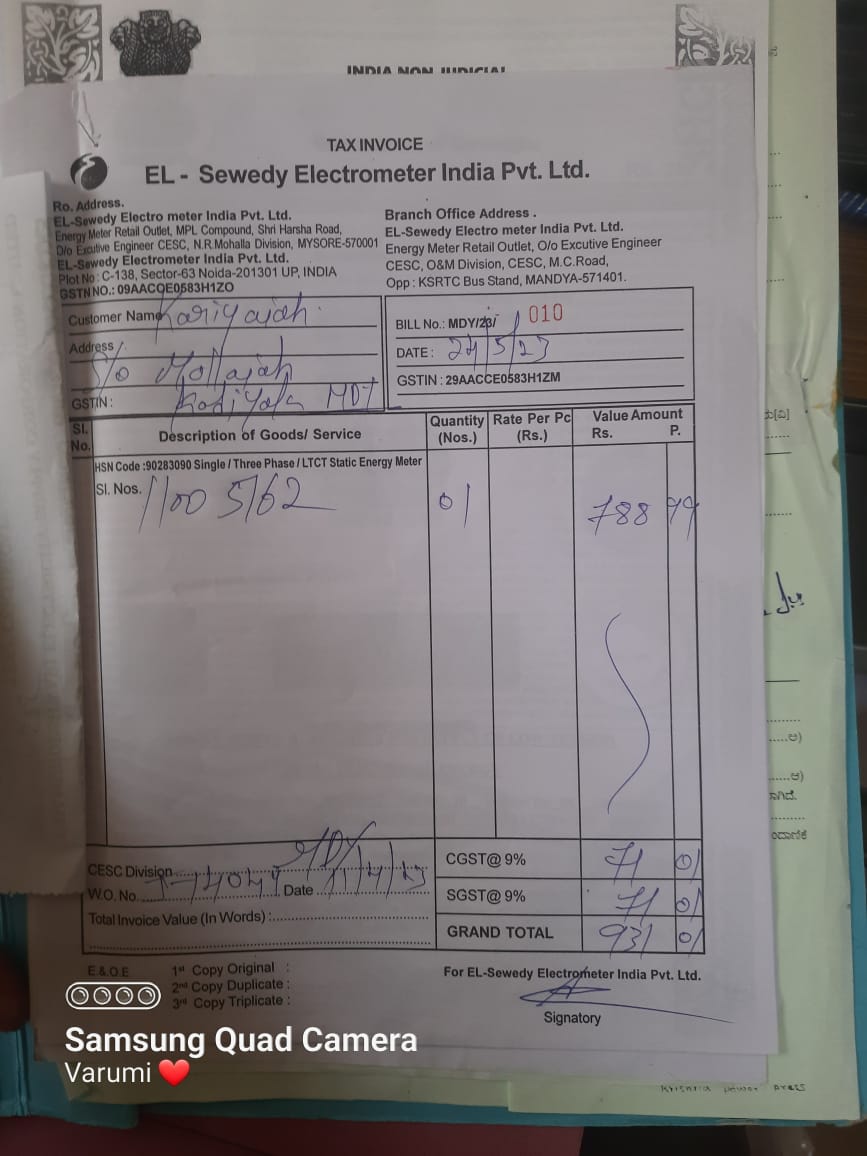 INDIA NON JUDICIAL
TAX INVOICE
EL - Sewedy Electrometer India Pvt. Ltd.
Ro. Address.
EL-Sewedy Electro meter India Pvt. Ltd.
Energy Meter Retail Outlet, MPL Compound, Shri Harsha Road,
D/o Excutive Engineer CESC, N.R.Mohalla Division, MYSORE-570001
EL-Sewedy Electrometer India Pvt. Ltd.
Plot No : C-138, Sector-63 Noida-201301 UP, INDIA
GSTN NO.: 09AACCE0583H1ZO
Branch Office Address .
EL-Sewedy Electro meter India Pvt. Ltd.
Energy Meter Retail Outlet, O/o Excutive Engineer
CESC, O&M Division, CESC, M.C.Road,
Opp : KSRTC Bus Stand, MANDYA-571401.
Customer Name Kariyajah
Address
S/o Mollajah
GSTIN : Kodiyala MDT
BILL No.: MDY/23/ 010
DATE : 24/5/23
GSTIN : 29AACCE0583H1ZM
Sl. No. Description of Goods/ Service Quantity (Nos.) Rate Per Pc (Rs.) Value Amount Rs. P.
HSN Code :90283090 Single / Three Phase / LTCT Static Energy Meter
Sl. Nos. 11005162 01 788 99
CESC Division MDY
W.O. No. Date 11/4/23
Total Invoice Value (In Words) :
CGST@ 9% 71 01
SGST@ 9% 71 01
GRAND TOTAL 931 01
E & O.E
1st Copy Original :
2nd Copy Duplicate :
3rd Copy Triplicate :
For EL-Sewedy Electrometer India Pvt. Ltd.
Signatory
Samsung Quad Camera
Varumi ❤️